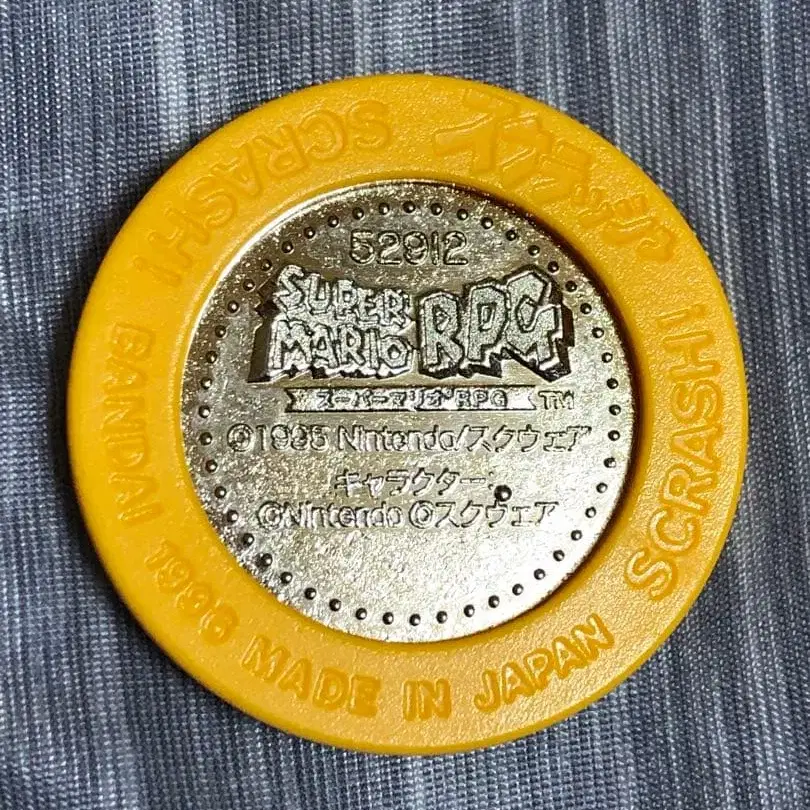 スクラッシャ
SCRASH!
BANDAI 1996 MADE IN JAPAN
SCRASH!
52912
SUPER
MARIO RPG
スーパーマリオRPG TM
©1995 Nintendo/スクウェア
キャラクター:
©Nintendo ©スクウェア